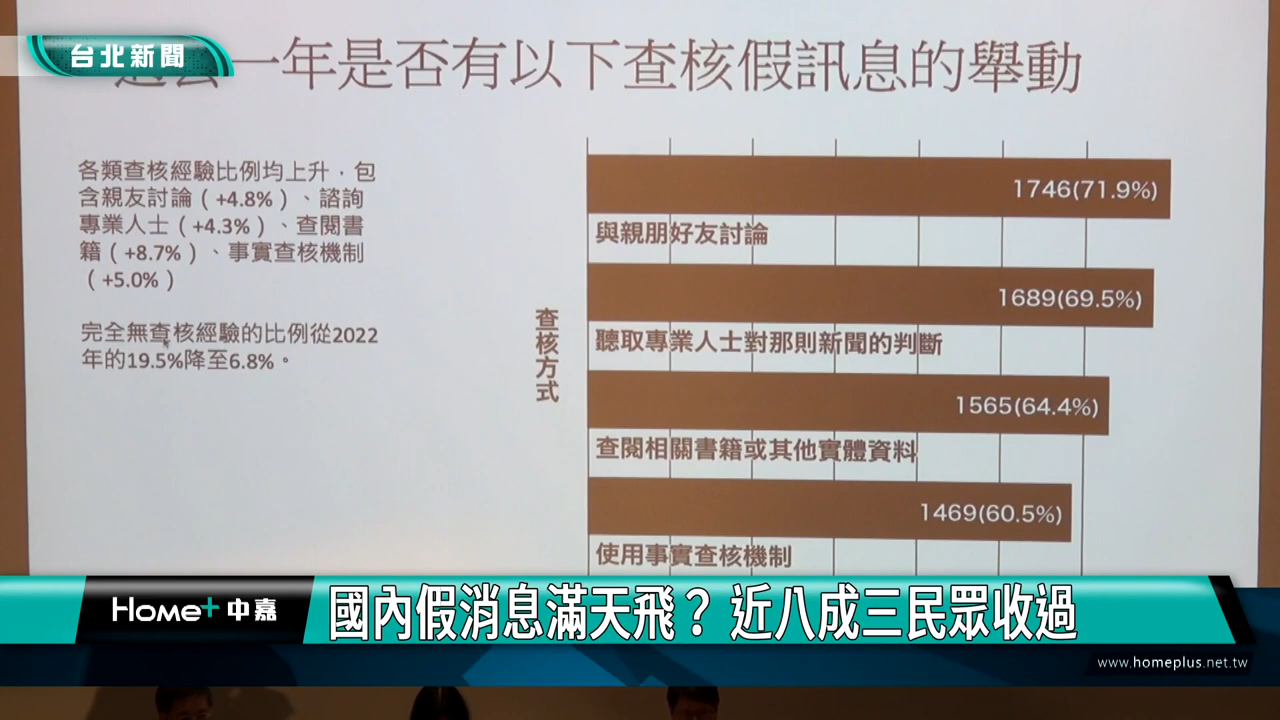 台北新聞
一年是否有以下查核假訊息的舉動
各類查核經驗比例均上升，包
含親友討論（+4.8%）、諮詢
專業人士（+4.3%）、查閱書
籍（+8.7%）、事實查核機制
（+5.0%）
完全無查核經驗的比例從2022
年的19.5%降至6.8%。
查核方式
1746(71.9%)
與親朋好友討論
1689(69.5%)
聽取專業人士對那則新聞的判斷
1565(64.4%)
查閱相關書籍或其他實體資料
1469(60.5%)
使用事實查核機制
Home+中嘉
國內假消息滿天飛？近八成三民眾收過
www.homeplus.net.tw